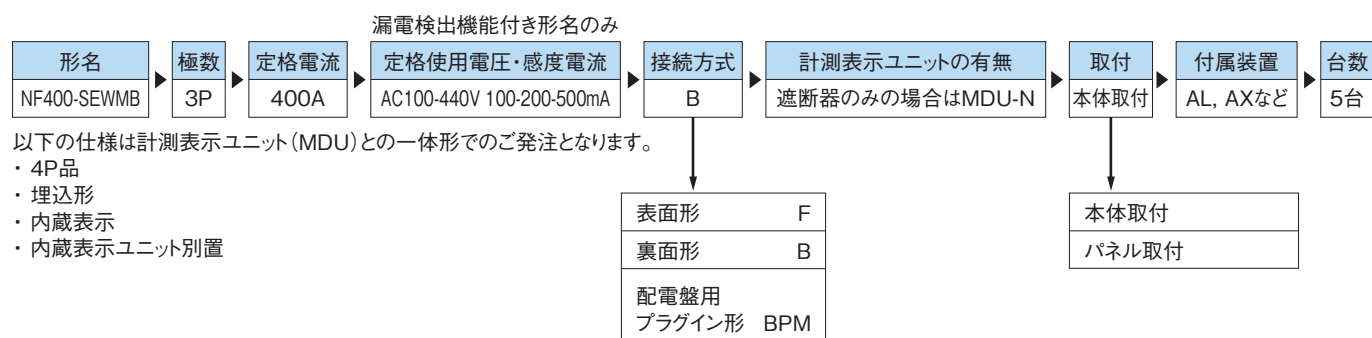 漏電検出機能付き形名のみ
形名 極数 定格電流 定格使用電圧・感度電流 接続方式 計測表示ユニットの有無 取付 付属装置 台数
NF400-SEWMB 3P 400A AC100-440V 100-200-500mA B 遮断器のみの場合はMDU-N 本体取付 AL, AXなど 5台
以下の仕様は計測表示ユニット(MDU)との一体形でのご発注となります。
・ 4P品
・ 埋込形
・ 内蔵表示
・ 内蔵表示ユニット別置
表面形 F
裏面形 B
配電盤用
プラグイン形 BPM
本体取付
パネル取付